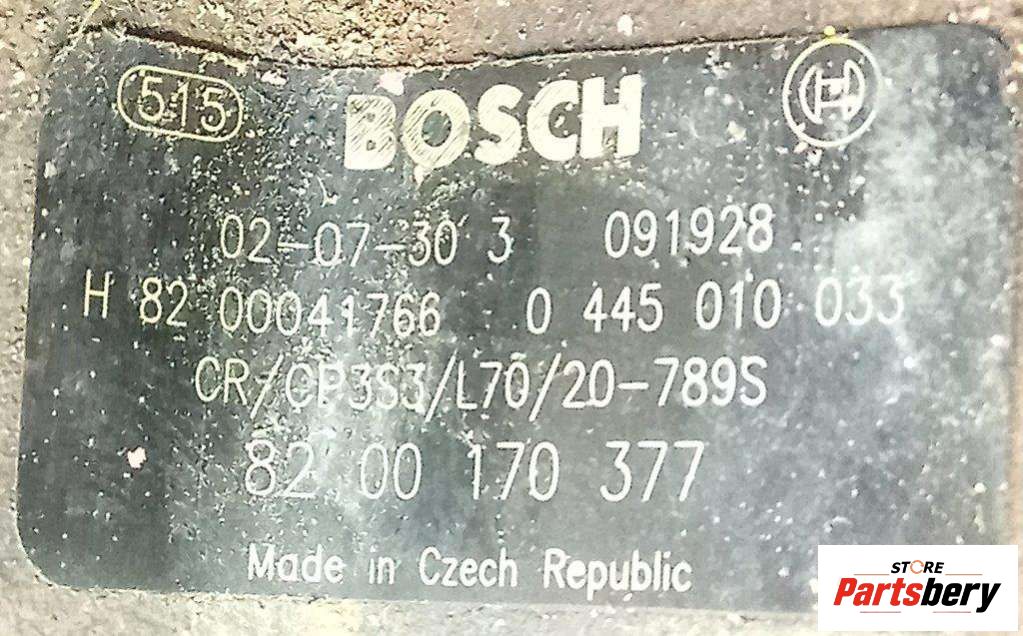 515 BOSCH
02-07-30 3 091928
H 82 00041766 0 445 010 033
CR/CP3S3/L70/20-789S
82 00 170 377
Made in Czech Republic
STORE
Partsbery